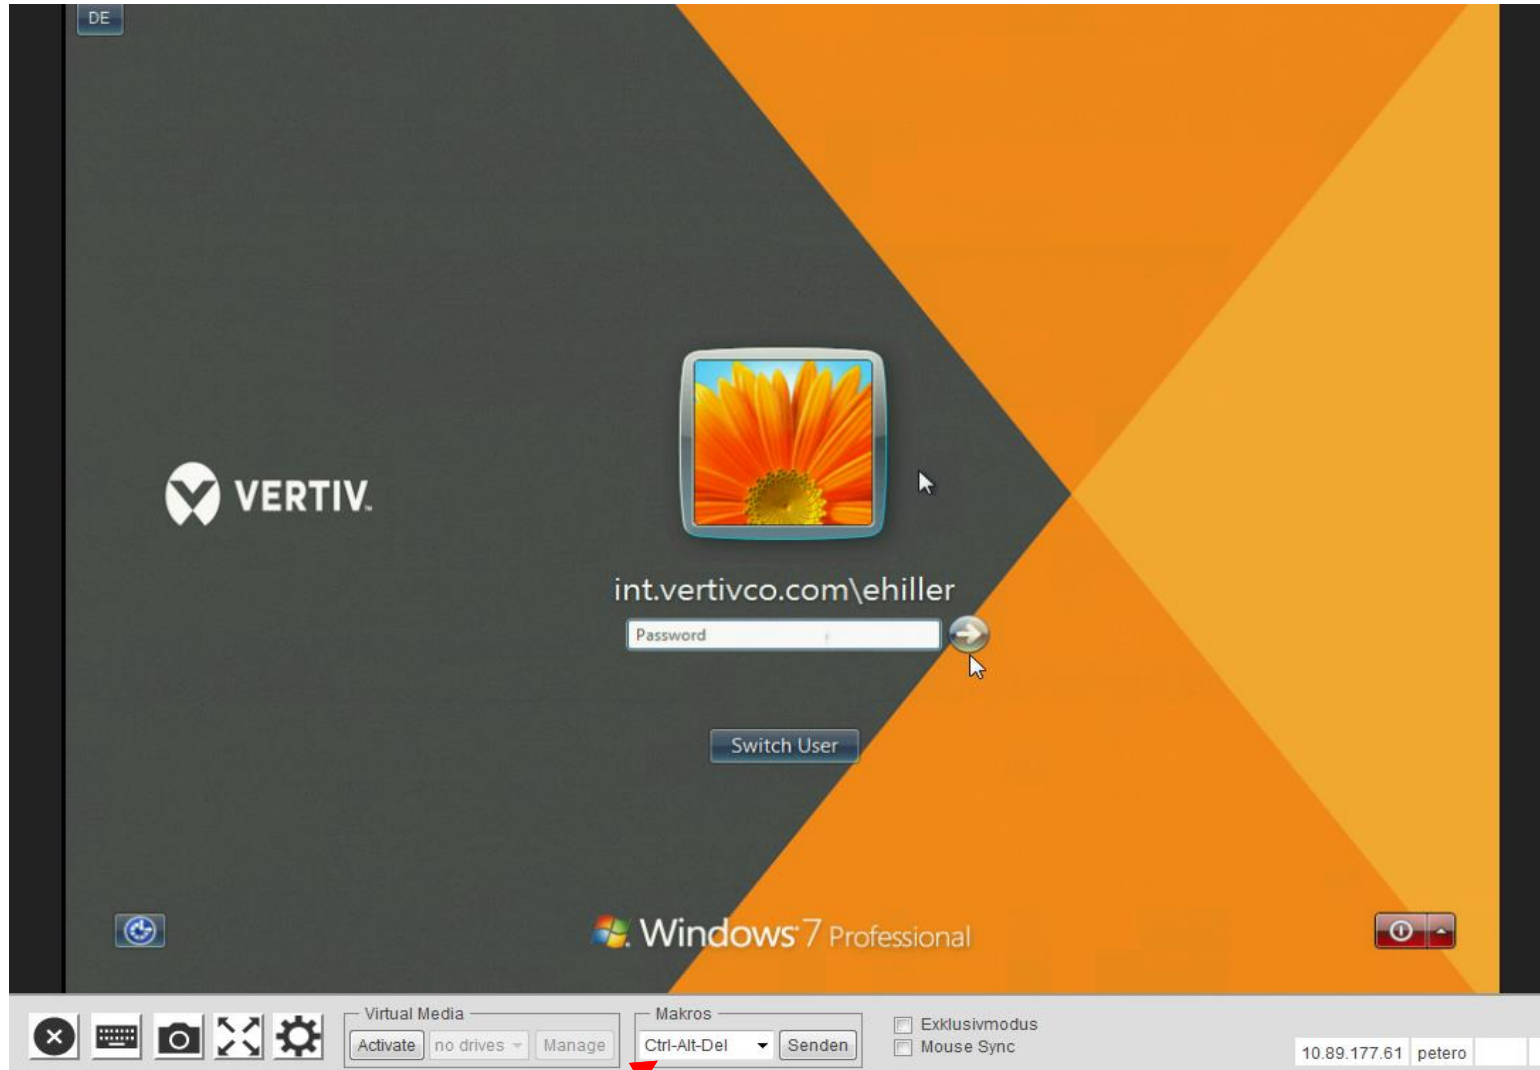 DE
VERTIV™
int.vertivco.com\ehiller
Password
Switch User
Windows 7 Professional
Virtual Media
Activate no drives Manage
Makros
Ctrl-Alt-Del Senden
Exklusivmodus
Mouse Sync
10.89.177.61 petero